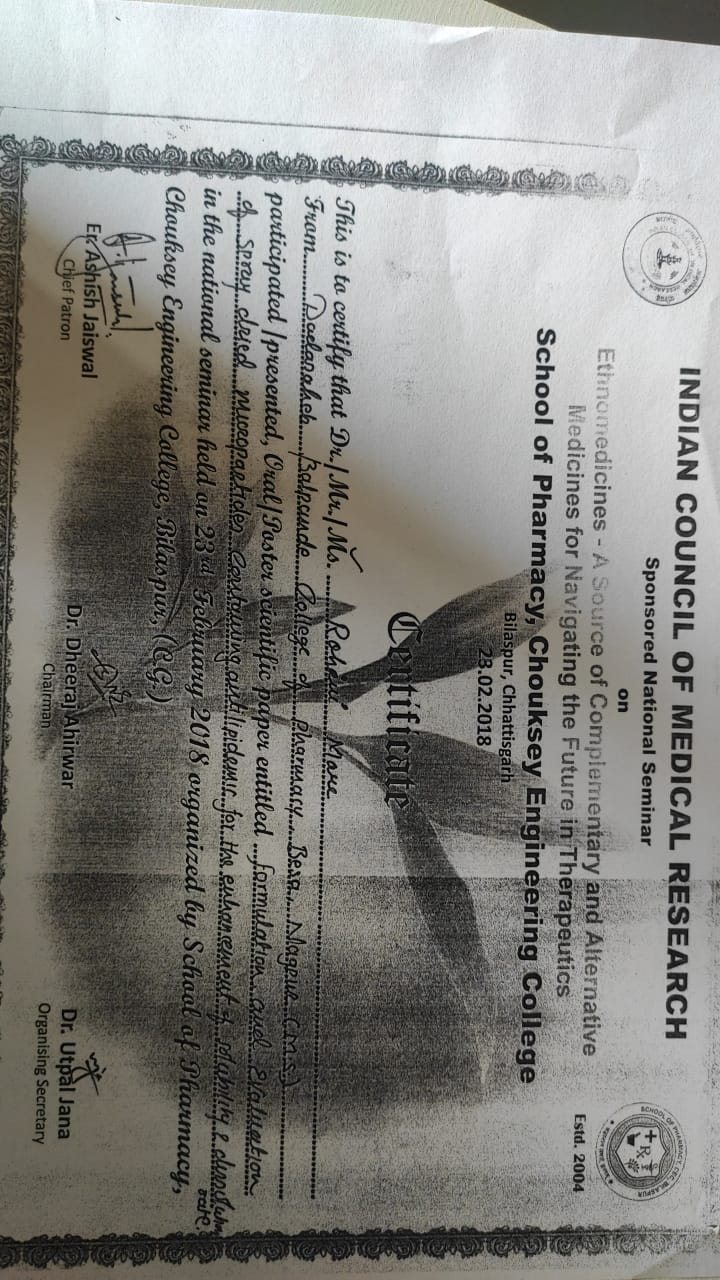 INDIAN COUNCIL OF MEDICAL RESEARCH
Sponsored National Seminar
on
Ethnomedicines - A Source of Complementary and Alternative
Medicines for Navigating the Future in Therapeutics
School of Pharmacy, Chouksey Engineering College
Estd. 2004
Bilaspur, Chhattisgarh
23.02.2018
Certificate
This is to certify that Dr./Mr./Ms. Rohini More
From Dadasaheb Balpande College of Pharmacy Besa, Nagpur (M.S.)
participated / presented, Oral/Poster scientific paper entitled formulation and Evaluation
of spray dried microparticles containing antilipidemic for the enhancement of &
rate.
in the national seminar held on 23rd February 2018 organized by School of Pharmacy,
Chouksey Engineering College, Bilaspur, (C.G.)
Er. Ashish Jaiswal
Chief Patron
Dr. Dheeraj Ahirwar
Chairman
Dr. Utpal Jana
Organising Secretary